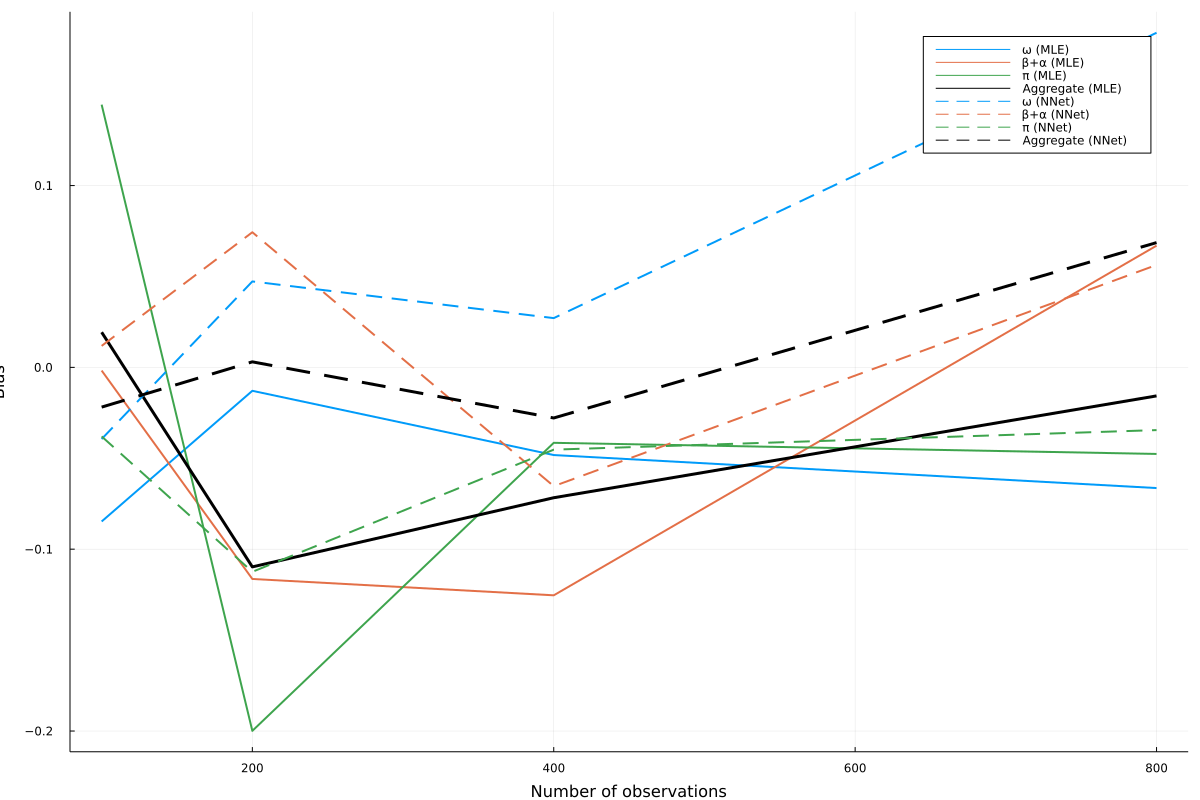 ω (MLE)
β+α (MLE)
π (MLE)
Aggregate (MLE)
ω (NNet)
β+α (NNet)
π (NNet)
Aggregate (NNet)
0.1
0.0
−0.1
−0.2
Bias
200
400
600
800
Number of observations